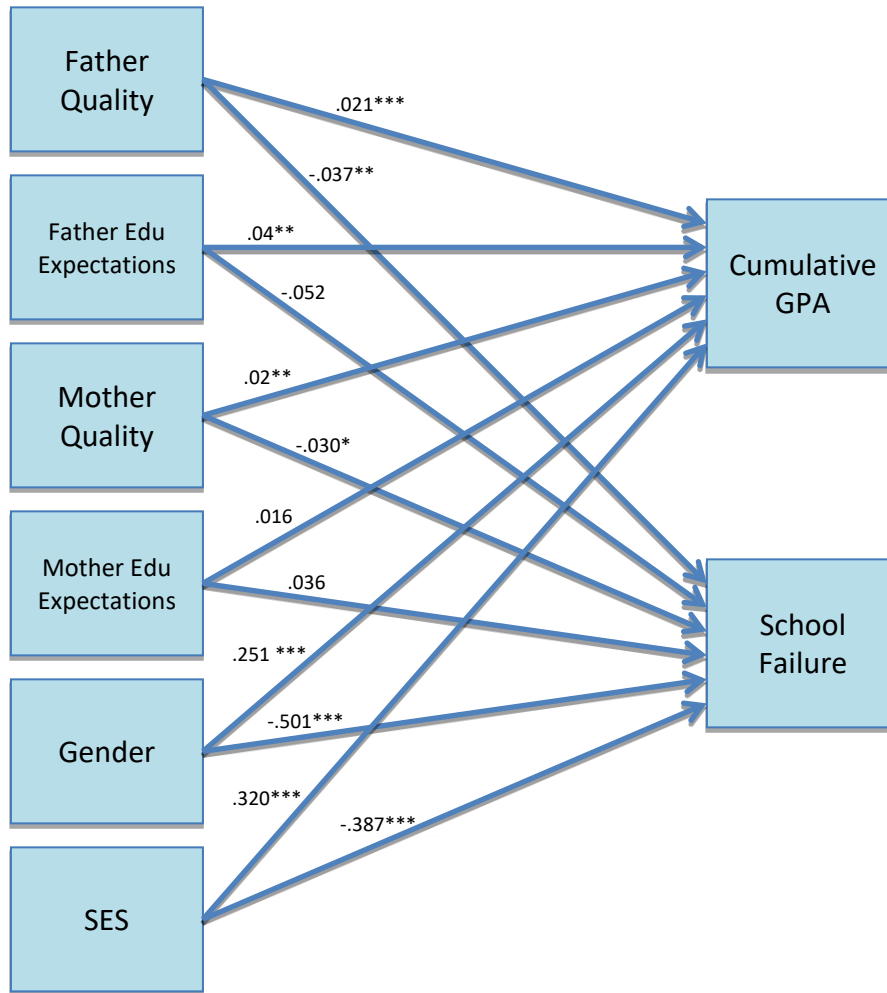 Father
Quality
.021***
-.037**
Father Edu
Expectations
.04**
-.052
Cumulative
GPA
Mother
Quality
.02**
-.030*
Mother Edu
Expectations
.016
.036
School
Failure
Gender
.251 ***
-.501***
SES
.320***
-.387***